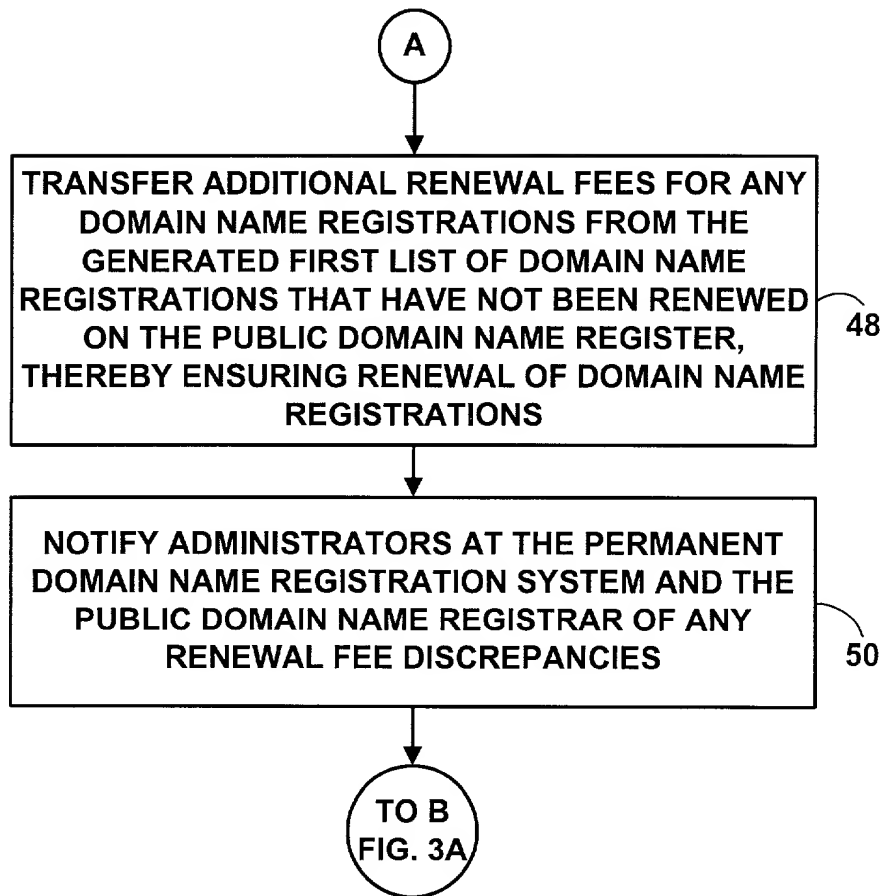 A
TRANSFER ADDITIONAL RENEWAL FEES FOR ANY
DOMAIN NAME REGISTRATIONS FROM THE
GENERATED FIRST LIST OF DOMAIN NAME
REGISTRATIONS THAT HAVE NOT BEEN RENEWED
ON THE PUBLIC DOMAIN NAME REGISTER,
THEREBY ENSURING RENEWAL OF DOMAIN NAME
REGISTRATIONS
48
NOTIFY ADMINISTRATORS AT THE PERMANENT
DOMAIN NAME REGISTRATION SYSTEM AND THE
PUBLIC DOMAIN NAME REGISTRAR OF ANY
RENEWAL FEE DISCREPANCIES
50
TO B
FIG. 3A